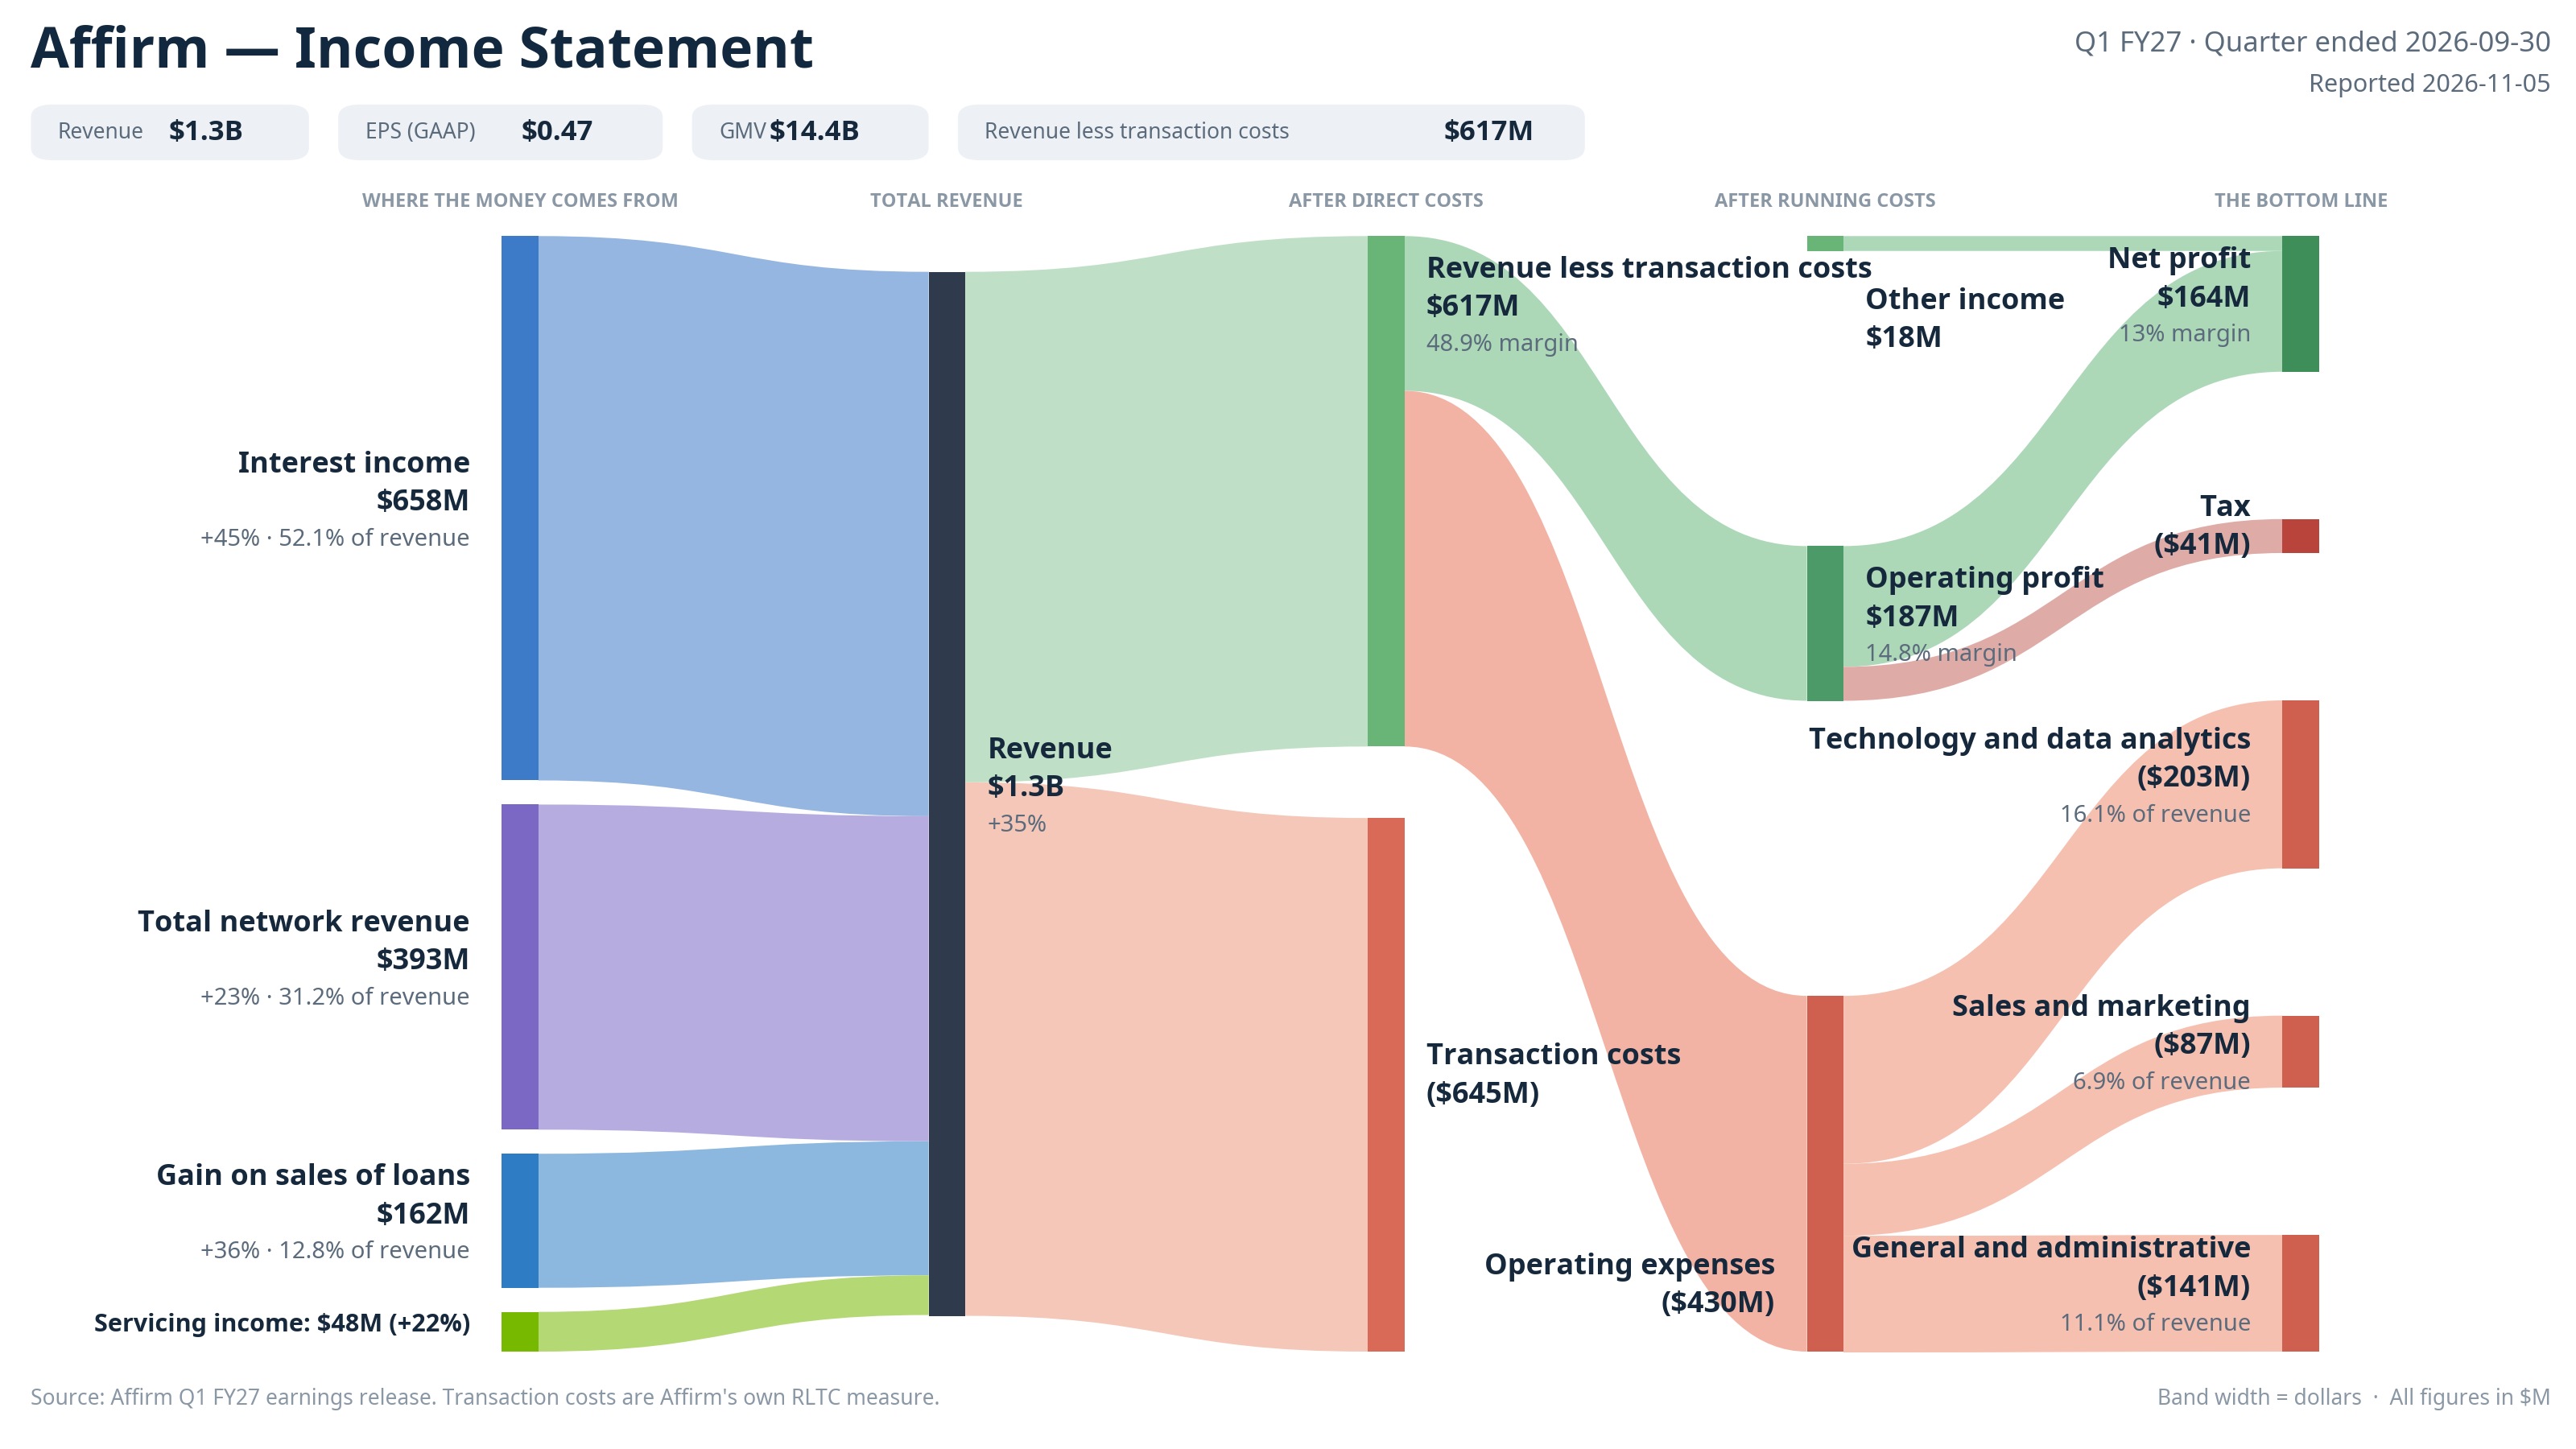 Affirm — Income Statement
Q1 FY27 · Quarter ended 2026-09-30
Reported 2026-11-05
Revenue $1.3B
EPS (GAAP) $0.47
GMV $14.4B
Revenue less transaction costs $617M
WHERE THE MONEY COMES FROM
TOTAL REVENUE
AFTER DIRECT COSTS
AFTER RUNNING COSTS
THE BOTTOM LINE
Interest income
$658M
+45% · 52.1% of revenue
Total network revenue
$393M
+23% · 31.2% of revenue
Gain on sales of loans
$162M
+36% · 12.8% of revenue
Servicing income: $48M (+22%)
Revenue
$1.3B
+35%
Revenue less transaction costs
$617M
48.9% margin
Transaction costs
($645M)
Other income
$18M
Operating profit
$187M
14.8% margin
Operating expenses
($430M)
Net profit
$164M
13% margin
Tax
($41M)
Technology and data analytics
($203M)
16.1% of revenue
Sales and marketing
($87M)
6.9% of revenue
General and administrative
($141M)
11.1% of revenue
Source: Affirm Q1 FY27 earnings release. Transaction costs are Affirm's own RLTC measure.
Band width = dollars · All figures in $M